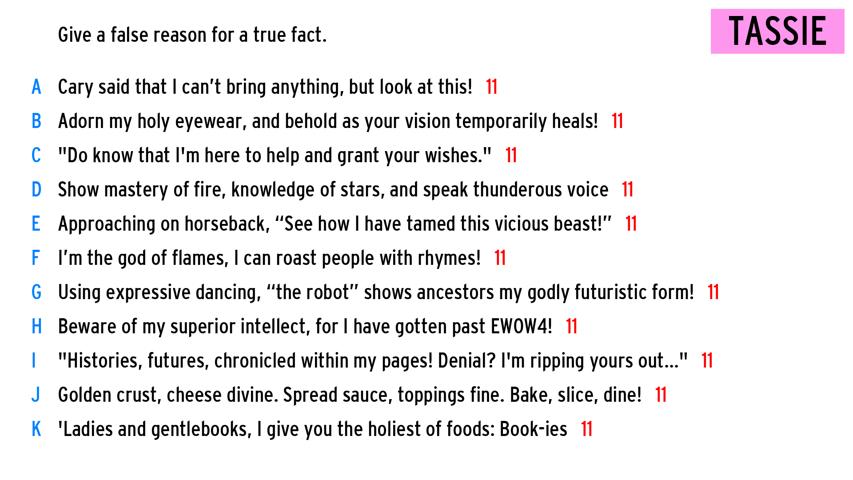 Give a false reason for a true fact.
TASSIE
A Cary said that I can't bring anything, but look at this! 11
B Adorn my holy eyewear, and behold as your vision temporarily heals! 11
C "Do know that I'm here to help and grant your wishes." 11
D Show mastery of fire, knowledge of stars, and speak thunderous voice 11
E Approaching on horseback, “See how I have tamed this vicious beast!” 11
F I'm the god of flames, I can roast people with rhymes! 11
G Using expressive dancing, “the robot” shows ancestors my godly futuristic form! 11
H Beware of my superior intellect, for I have gotten past EWOW4! 11
I "Histories, futures, chronicled within my pages! Denial? I'm ripping yours out..." 11
J Golden crust, cheese divine. Spread sauce, toppings fine. Bake, slice, dine! 11
K 'Ladies and gentlebooks, I give you the holiest of foods: Book-ies 11